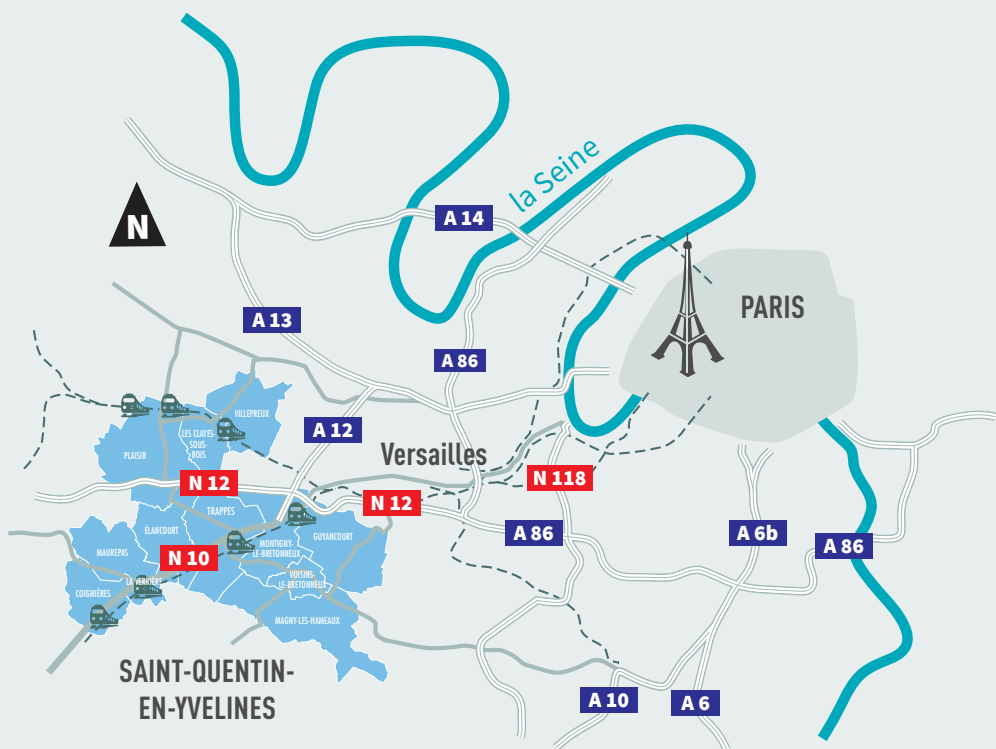 la Seine
A 14
N
PARIS
A 13
A 86
VILLEPREUX
A 12
LES CLAYES-
SOUS-
BOIS
PLAISIR
Versailles
N 12
N 118
N 12
TRAPPES
ÉLANCOURT
A 86
A 6b
GUYANCOURT
A 86
MAUREPAS
N 10
MONTIGNY-
LE-BRETONNEUX
VOISINS-
LE-BRETONNEUX
LA VERRIÈRE
COIGNIÈRES
MAGNY-LES-HAMEAUX
SAINT-QUENTIN-
EN-YVELINES
A 10
A 6